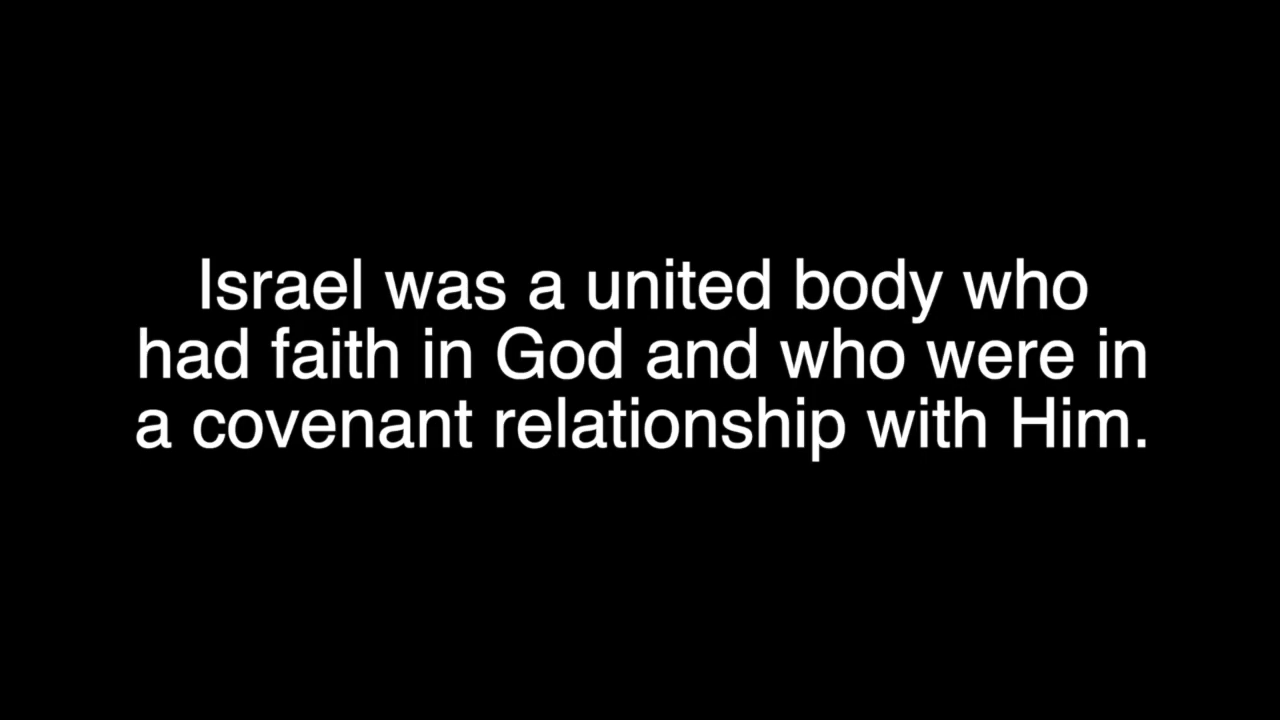 Israel was a united body who
had faith in God and who were in
a covenant relationship with Him.